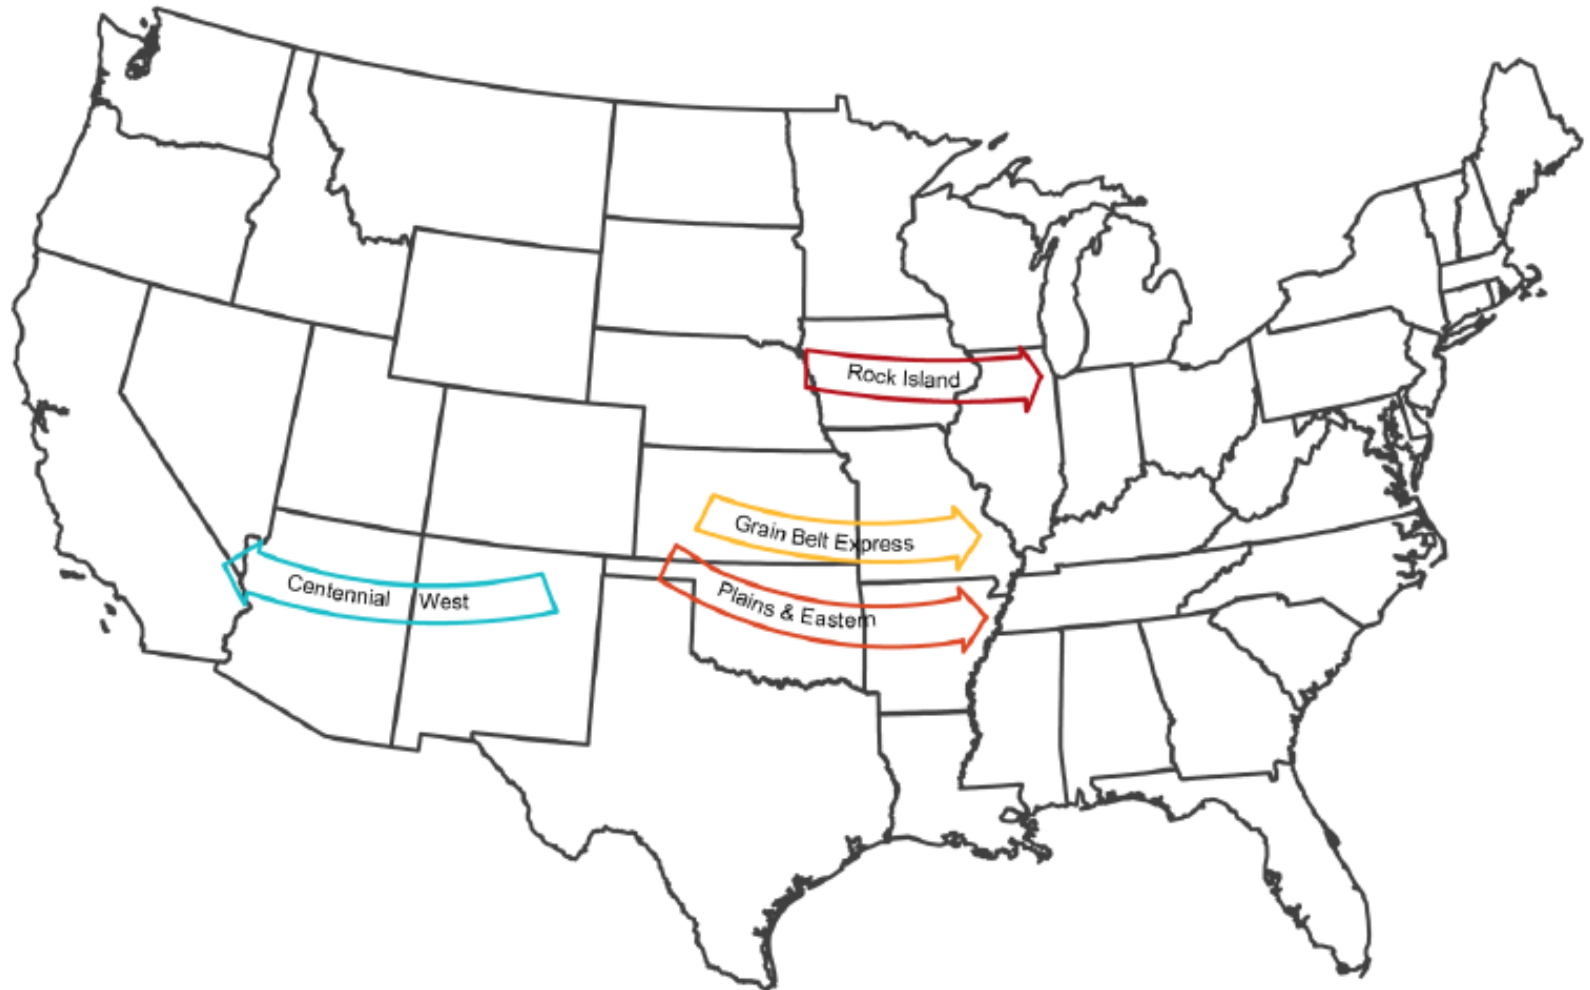 Rock Island
Grain Belt Express
Centennial West
Plains & Eastern